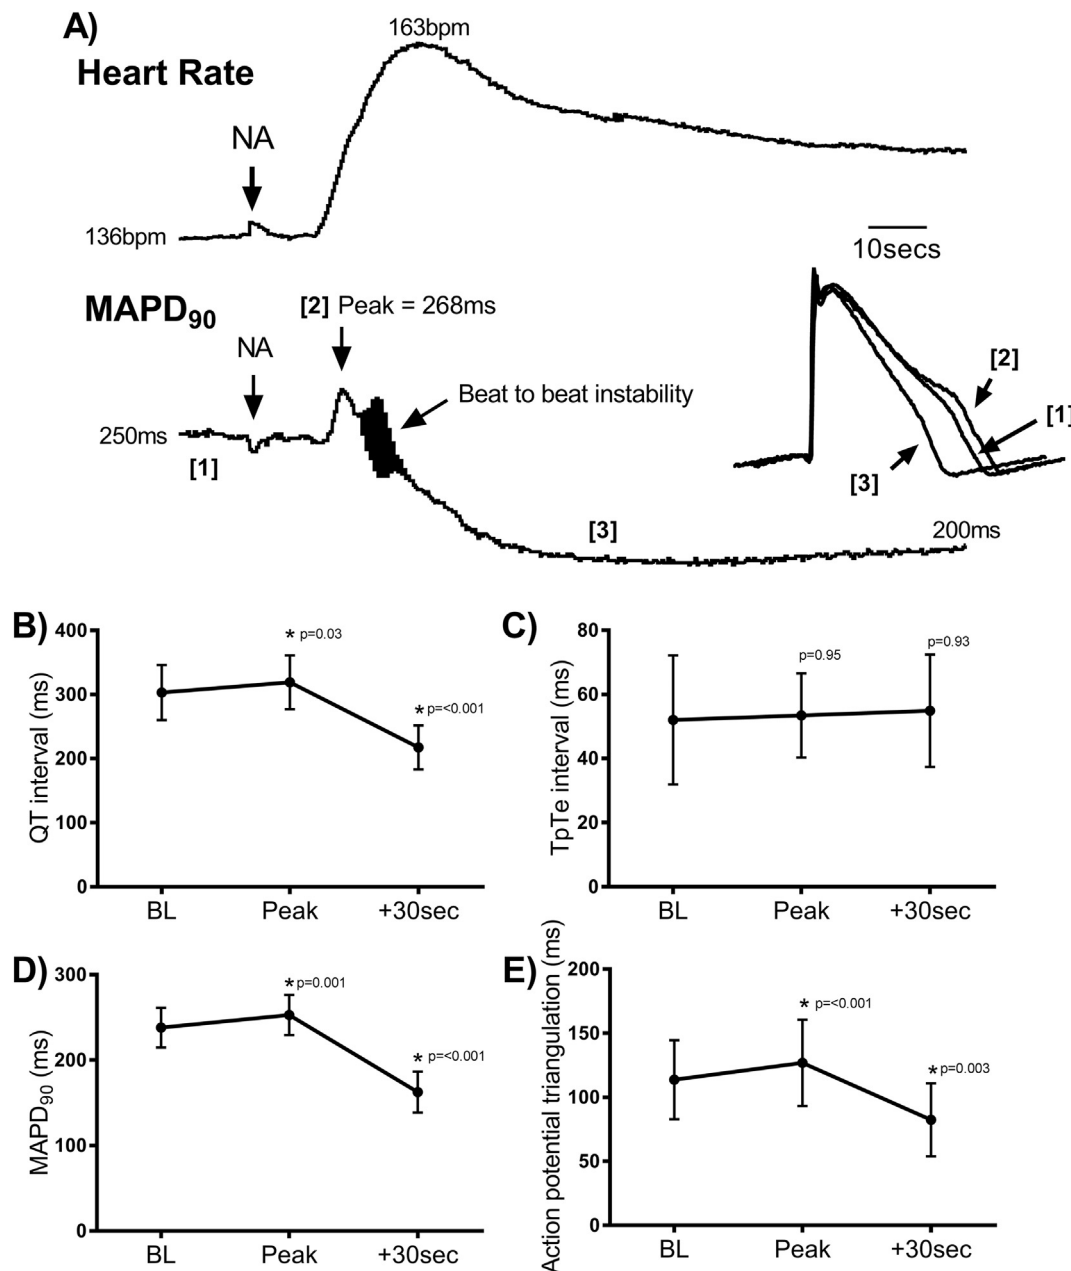 A)
Heart Rate
163bpm
NA
136bpm
10secs
MAPD90
[2] Peak = 268ms
NA
Beat to beat instability
250ms
[1]
[3]
200ms
[2]
[1]
[3]
B)
QT interval (ms)
400
300
200
100
0
* p=0.03
* p=<0.001
BL Peak +30sec
C)
TpTe interval (ms)
80
60
40
20
0
p=0.95
p=0.93
BL Peak +30sec
D)
MAPD90 (ms)
300
200
100
0
* p=0.001
* p=<0.001
BL Peak +30sec
E)
Action potential triangulation (ms)
200
150
100
50
0
* p=<0.001
* p=0.003
BL Peak +30sec